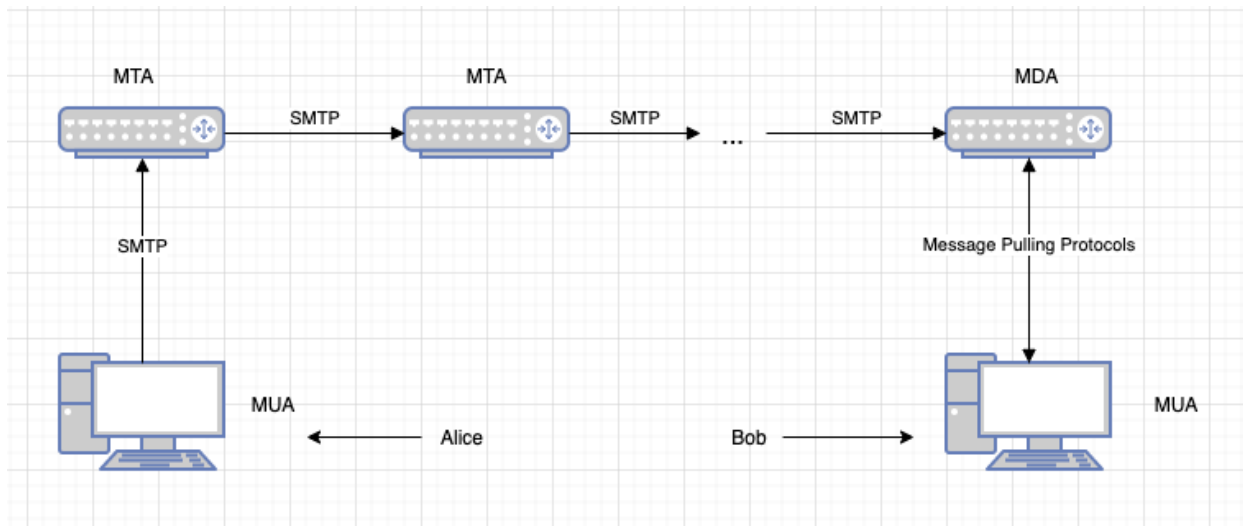 MTA
MTA
MDA
SMTP
SMTP
...
SMTP
SMTP
Message Pulling Protocols
MUA
MUA
Alice
Bob